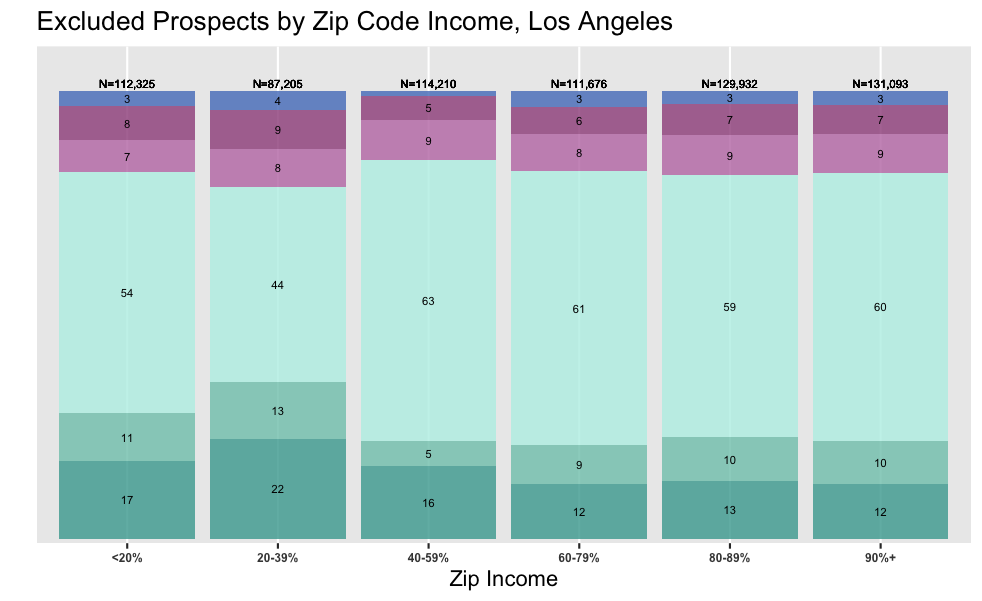 Excluded Prospects by Zip Code Income, Los Angeles
N=112,325 N=87,205 N=114,210 N=111,676 N=129,932 N=131,093
3 4 3 3 3
8 9 5 6 7 7
7 8 9 8 9 9
54 44 63 61 59 60
11 13 5 9 10 10
17 22 16 12 13 12
<20% 20-39% 40-59% 60-79% 80-89% 90%+
Zip Income